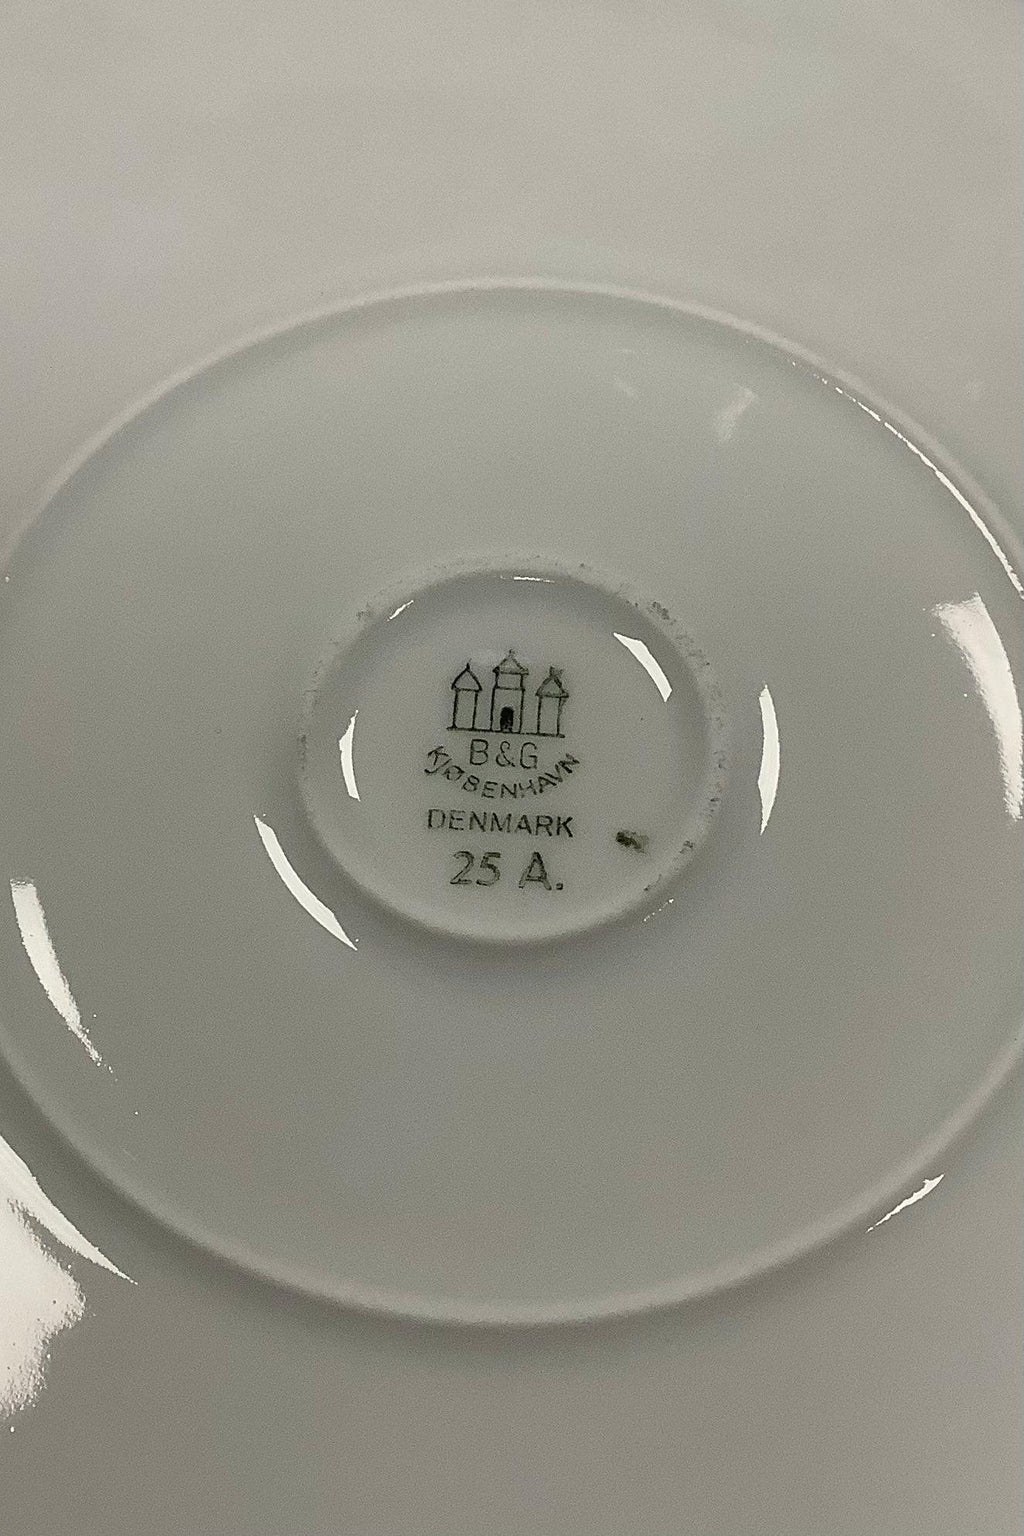 B&G
KJØBENHAVN
DENMARK
25 A.